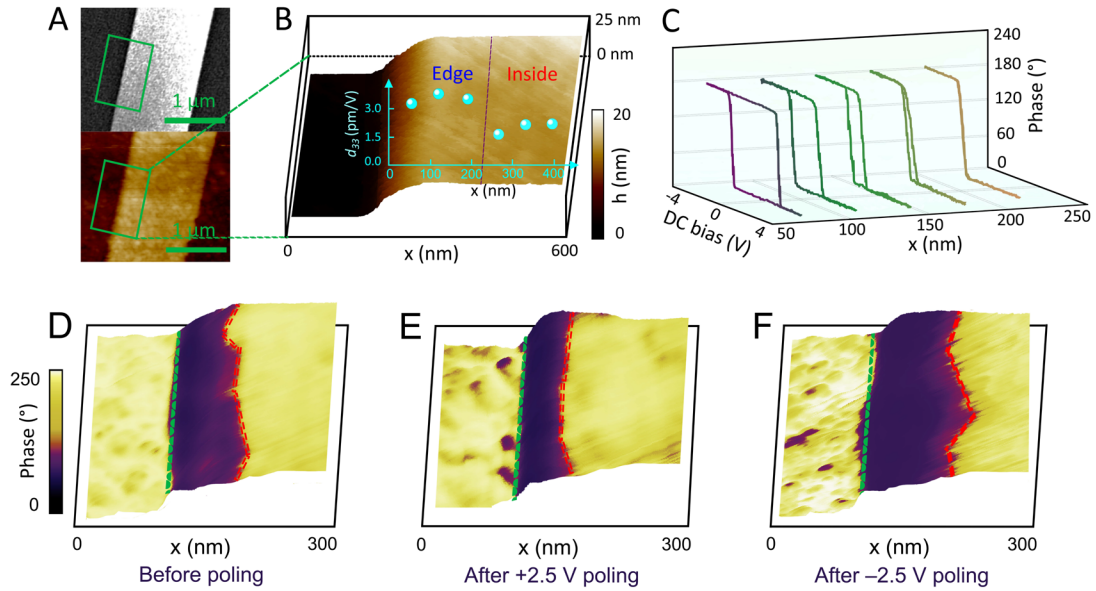 A
1 μm
1 μm
B
25 nm
0 nm
Edge
Inside
d33 (pm/V)
3.0
1.5
0.0
0
100
200
300
400
x (nm)
20
h (nm)
0
0
x (nm)
600
C
240
180
120
60
0
Phase (°)
-4
0
4
DC bias (V)
50
100
150
200
250
x (nm)
D
250
Phase (°)
0
0
x (nm)
300
Before poling
E
0
x (nm)
300
After +2.5 V poling
F
0
x (nm)
300
After –2.5 V poling